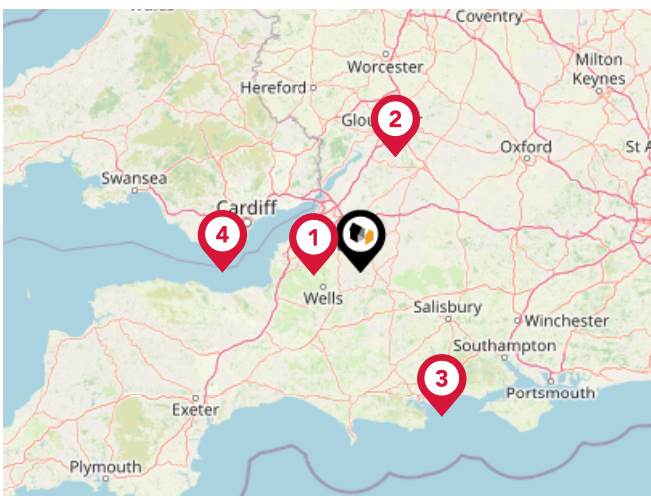 Coventry
Worcester
Milton
Keynes
Hereford
2
Oxford
St A
Swansea
Cardiff
4
1
Wells
Salisbury
Winchester
Southampton
3
Portsmouth
Exeter
Plymouth